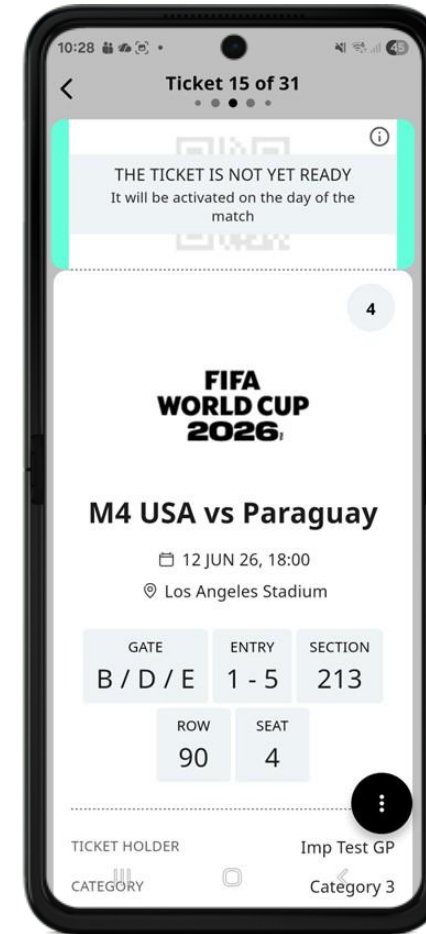 10:28
45
Ticket 15 of 31
THE TICKET IS NOT YET READY
It will be activated on the day of the
match
4
FIFA
WORLD CUP
2026
M4 USA vs Paraguay
12 JUN 26, 18:00
Los Angeles Stadium
GATE ENTRY SECTION
B / D / E 1 - 5 213
ROW SEAT
90 4
TICKET HOLDER Imp Test GP
CATEGORY Category 3